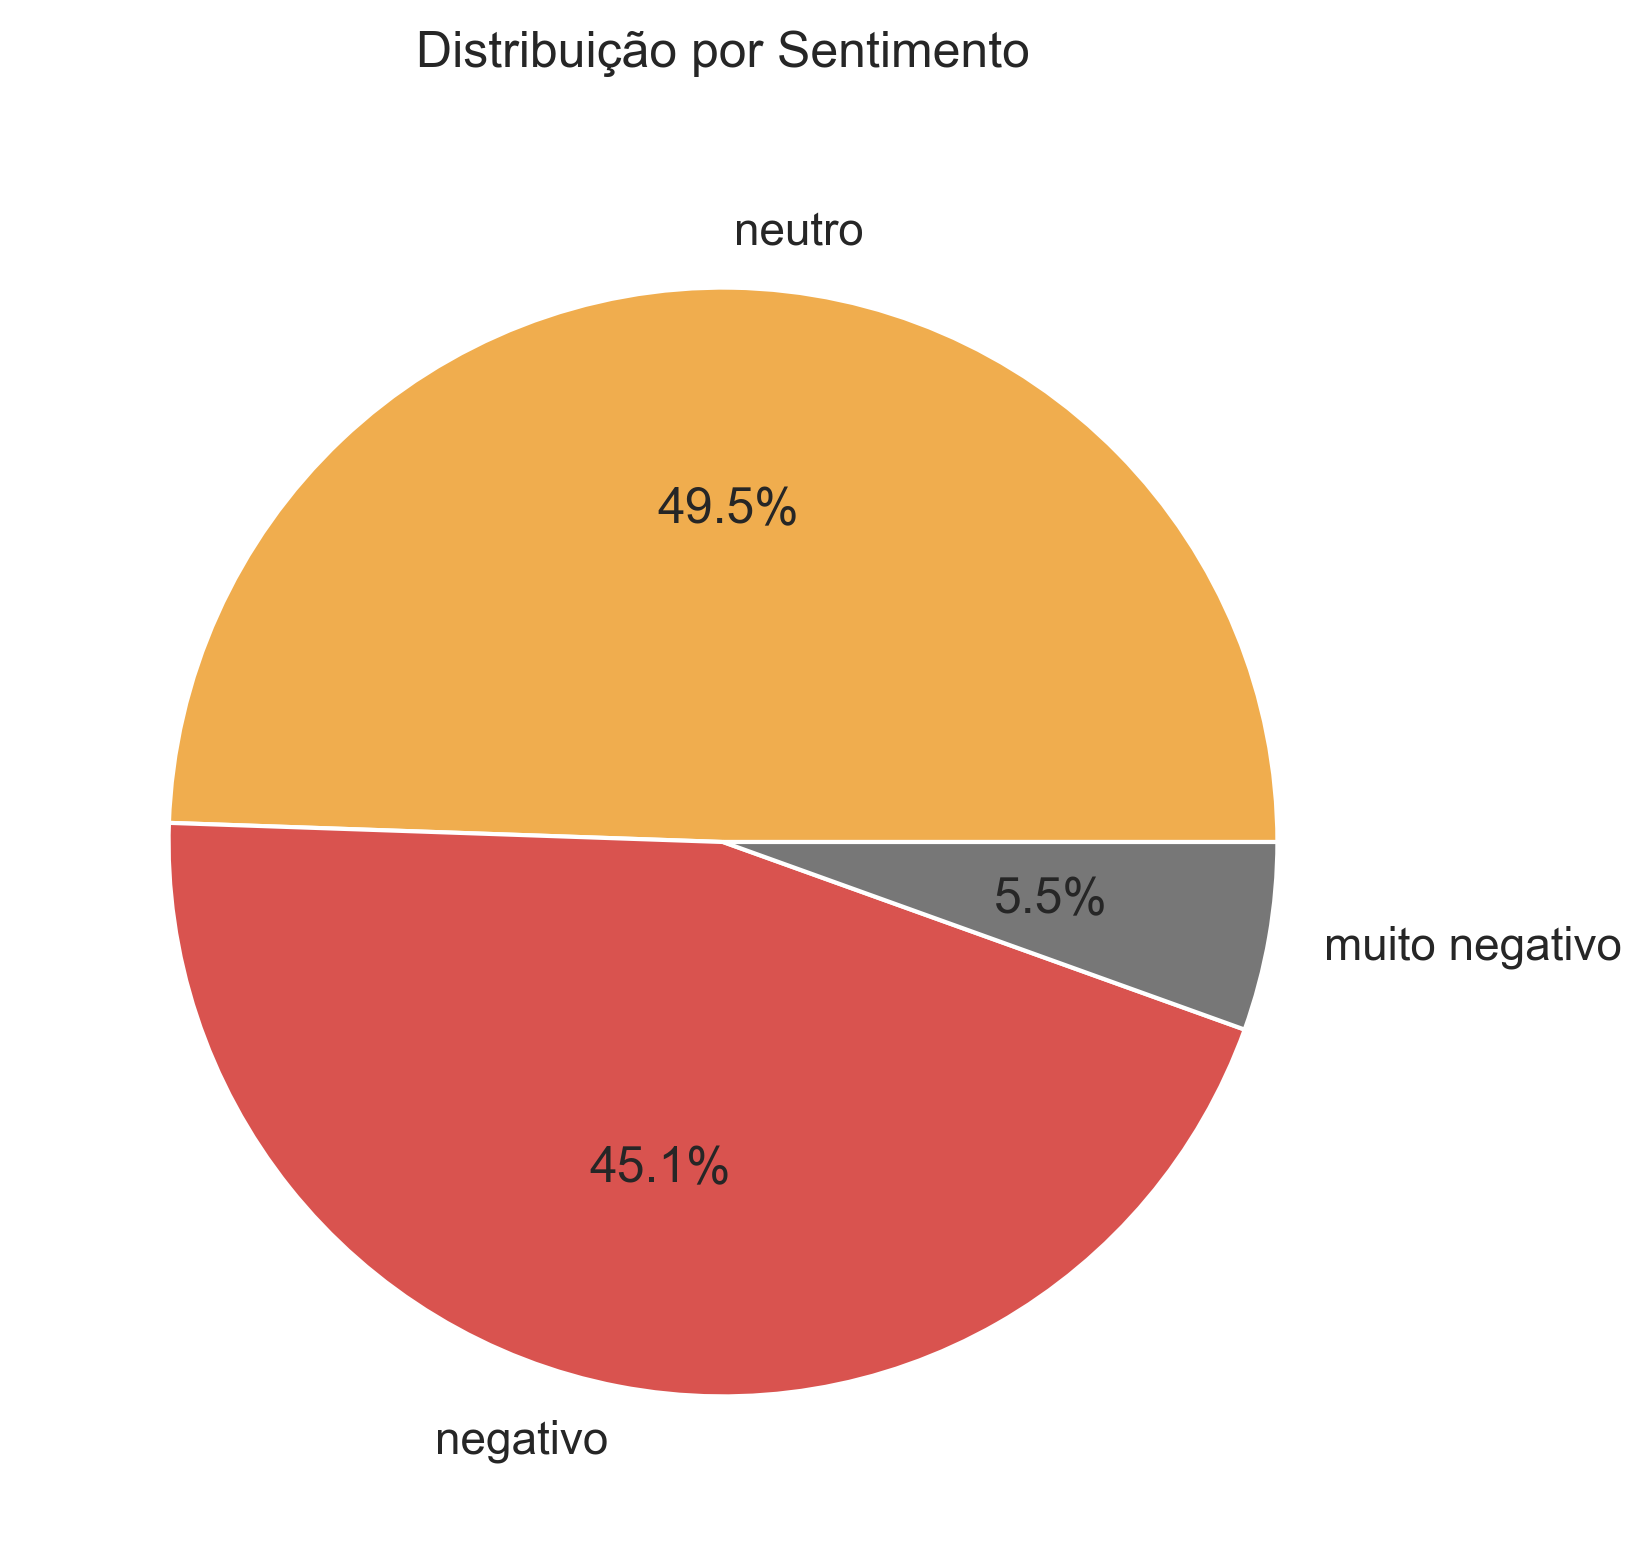 Distribuição por Sentimento
neutro
49.5%
5.5%
muito negativo
45.1%
negativo